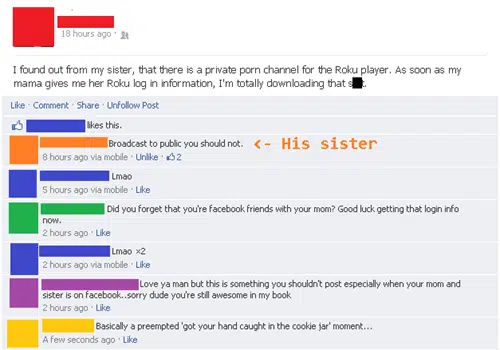 18 hours ago ·
I found out from my sister, that there is a private porn channel for the Roku player. As soon as my
mama gives me her Roku log in information, I'm totally downloading that s t.
Like · Comment · Share · Unfollow Post
likes this.
Broadcast to public you should not. <- His sister
8 hours ago via mobile · Unlike · 2
Lmao
5 hours ago via mobile · Like
Did you forget that you're facebook friends with your mom? Good luck getting that login info
now.
2 hours ago · Like
Lmao ×2
2 hours ago via mobile · Like
Love ya man but this is something you shouldn't post especially when your mom and
sister is on facebook..sorry dude you're still awesome in my book
2 hours ago · Like
Basically a preempted 'got your hand caught in the cookie jar' moment...
A few seconds ago · Like